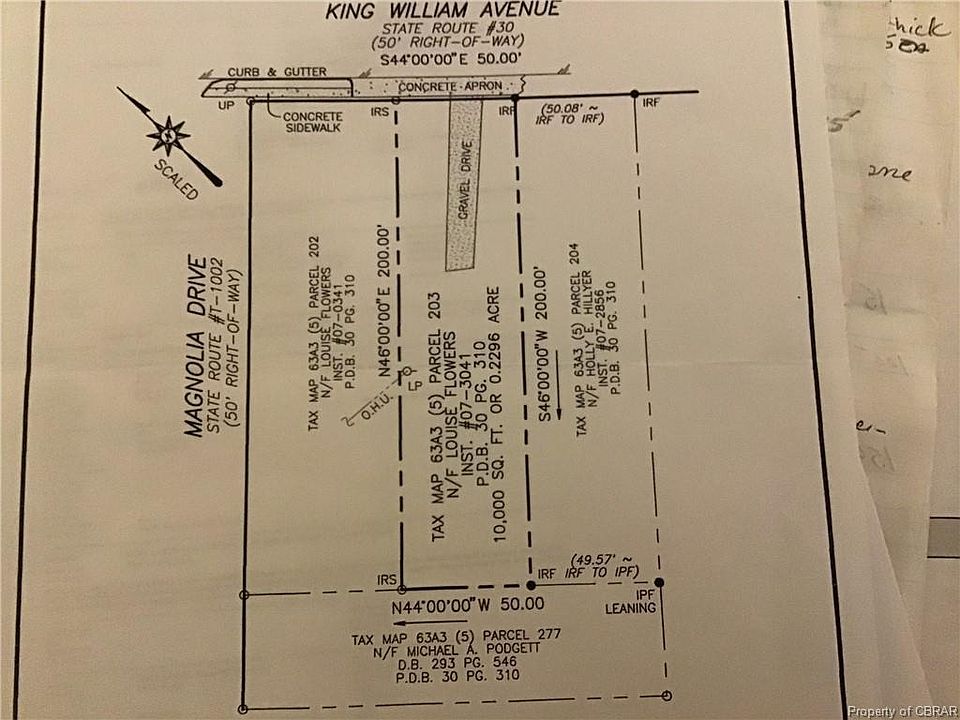 KING WILLIAM AVENUE
STATE ROUTE #30
(50' RIGHT-OF-WAY)
S44°00'00"E 50.00'
CURB & GUTTER
CONCRETE APRON
UP
CONCRETE
SIDEWALK
IRS
IRF
(50.08' ~
IRF TO IRF)
IRF
SCALED
GRAVEL DRIVE
MAGNOLIA DRIVE
STATE ROUTE #T-1002
(50' RIGHT-OF-WAY)
TAX MAP 63A3 (5) PARCEL 202
N/F LOUISE FLOWERS
INST. #07-0341
P.D.B. 30 PG. 310
N46°00'00"E 200.00'
O.H.U.
LP
TAX MAP 63A3 (5) PARCEL 203
N/F LOUISE FLOWERS
INST. #07-3041
P.D.B. 30 PG. 310
10,000 SQ. FT. OR 0.2296 ACRE
S46°00'00"W 200.00'
TAX MAP 63A3 (5) PARCEL 204
N/F HOLLY E. HILLYER
INST. #07-2856
P.D.B. 30 PG. 310
IRS
IRF
(49.57' ~
IRF TO IPF)
IPF
LEANING
N44°00'00"W 50.00
TAX MAP 63A3 (5) PARCEL 277
N/F MICHAEL A. PODGETT
D.B. 293 PG. 546
P.D.B. 30 PG. 310
hick
Property of CBRAR